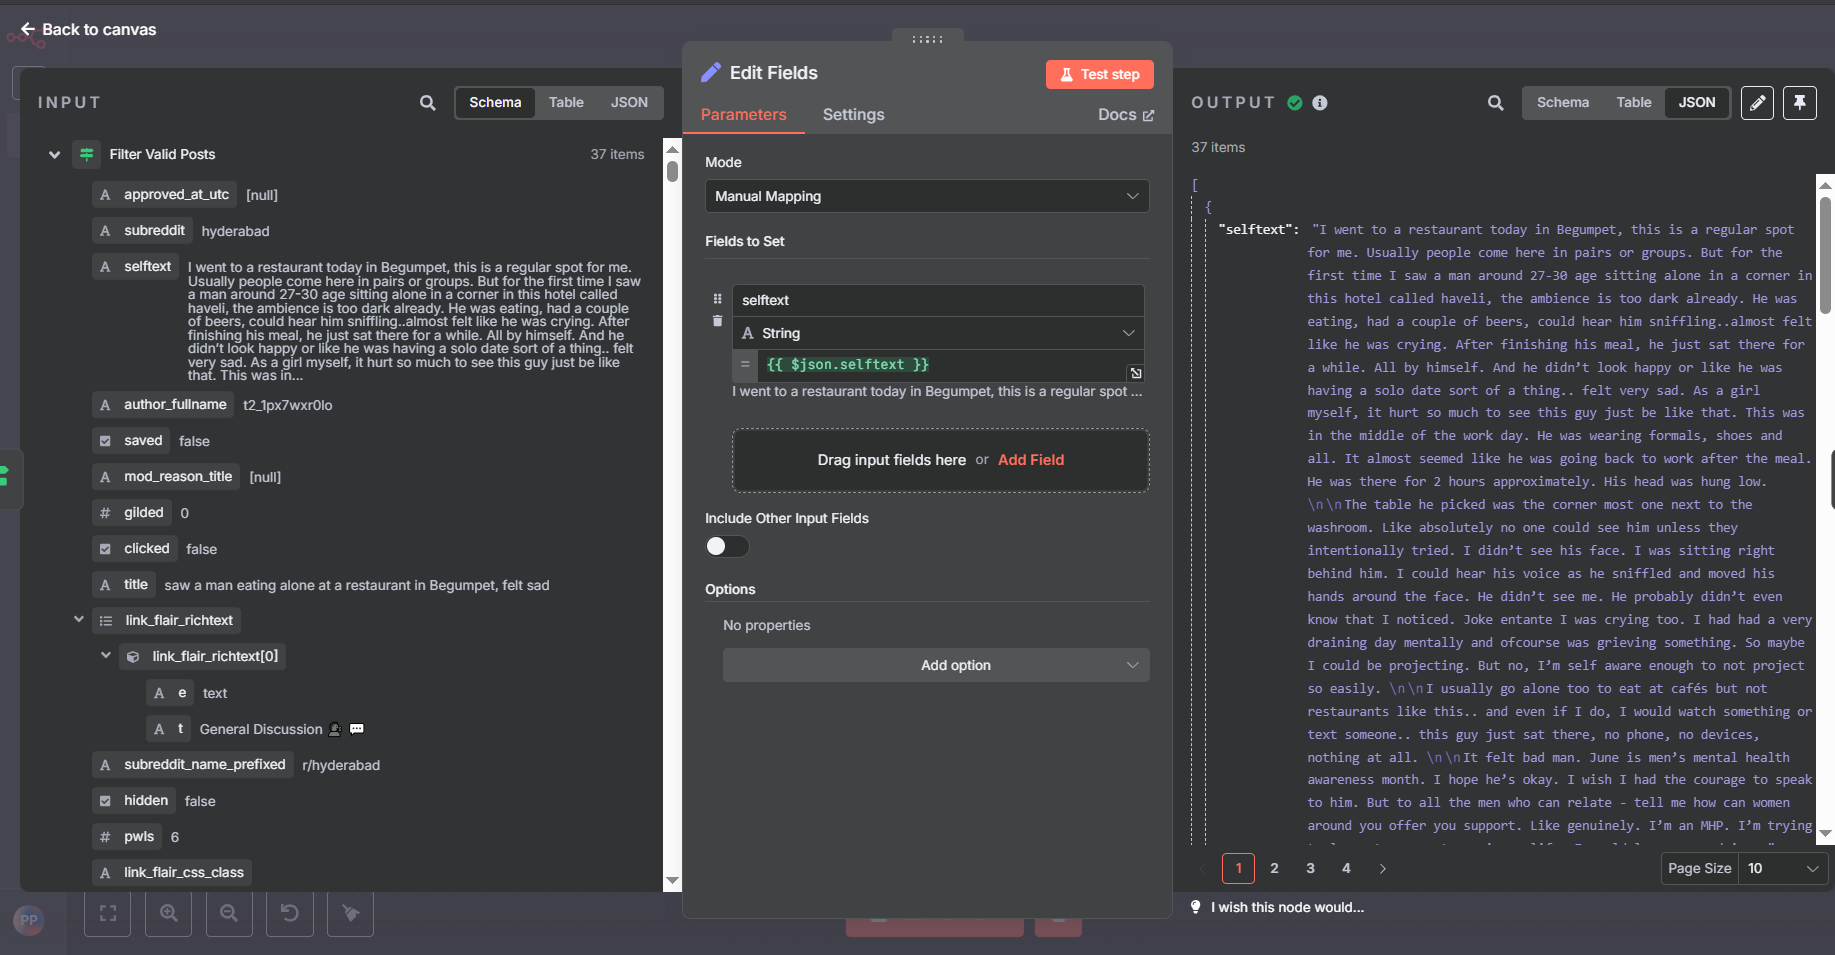 Back to canvas
INPUT
Schema
Table
JSON
Filter Valid Posts
37 items
A approved_at_utc [null]
A subreddit hyderabad
A selftext I went to a restaurant today in Begumpet, this is a regular spot for me.
Usually people come here in pairs or groups. But for the first time I saw
a man around 27-30 age sitting alone in a corner in this hotel called
haveli, the ambience is too dark already. He was eating, had a couple
of beers, could hear him sniffling..almost felt like he was crying. After
finishing his meal, he just sat there for a while. All by himself. And he
didn’t look happy or like he was having a solo date sort of a thing.. felt
very sad. As a girl myself, it hurt so much to see this guy just be like
that. This was in...
A author_fullname t2_1px7wxr0lo
saved false
A mod_reason_title [null]
# gilded 0
clicked false
A title saw a man eating alone at a restaurant in Begumpet, felt sad
link_flair_richtext
link_flair_richtext[0]
A e text
A t General Discussion 👤 💬
A subreddit_name_prefixed r/hyderabad
hidden false
# pwls 6
A link_flair_css_class
PP
Edit Fields
Test step
Parameters
Settings
Docs
Mode
Manual Mapping
Fields to Set
selftext
A String
= {{ $json.selftext }}
I went to a restaurant today in Begumpet, this is a regular spot ...
Drag input fields here or Add Field
Include Other Input Fields
Options
No properties
Add option
OUTPUT
Schema
Table
JSON
37 items
[
{
"selftext": "I went to a restaurant today in Begumpet, this is a regular spot
for me. Usually people come here in pairs or groups. But for the
first time I saw a man around 27-30 age sitting alone in a corner in
this hotel called haveli, the ambience is too dark already. He was
eating, had a couple of beers, could hear him sniffling..almost felt
like he was crying. After finishing his meal, he just sat there for
a while. All by himself. And he didn’t look happy or like he was
having a solo date sort of a thing.. felt very sad. As a girl
myself, it hurt so much to see this guy just be like that. This was
in the middle of the work day. He was wearing formals, shoes and
all. It almost seemed like he was going back to work after the meal.
He was there for 2 hours approximately. His head was hung low.
\n\nThe table he picked was the corner most one next to the
washroom. Like absolutely no one could see him unless they
intentionally tried. I didn’t see his face. I was sitting right
behind him. I could hear his voice as he sniffled and moved his
hands around the face. He didn’t see me. He probably didn’t even
know that I noticed. Joke entante I was crying too. I had had a very
draining day mentally and ofcourse was grieving something. So maybe
I could be projecting. But no, I’m self aware enough to not project
so easily. \n\nI usually go alone too to eat at cafés but not
restaurants like this.. and even if I do, I would watch something or
text someone.. this guy just sat there, no phone, no devices,
nothing at all. \n\nIt felt bad man. June is men’s mental health
awareness month. I hope he’s okay. I wish I had the courage to speak
to him. But to all the men who can relate - tell me how can women
around you offer you support. Like genuinely. I’m an MHP. I’m trying
1
2
3
4
Page Size 10
I wish this node would...